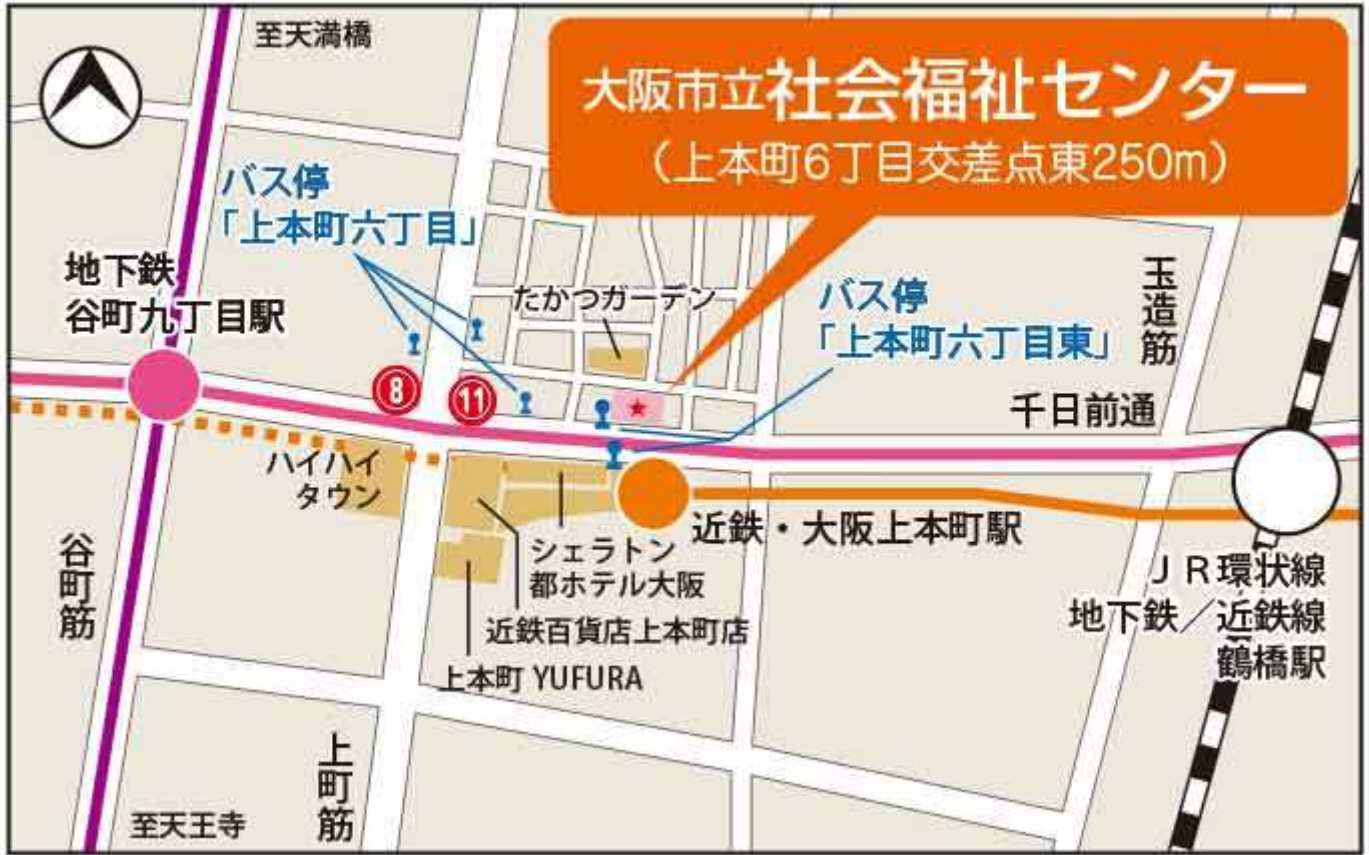 至天満橋
大阪市立社会福祉センター
（上本町6丁目交差点東250m）
バス停
「上本町六丁目」
地下鉄
谷町九丁目駅
たかつガーデン
バス停
「上本町六丁目東」
玉造筋
8
11
千日前通
ハイハイ
タウン
近鉄・大阪上本町駅
シェラトン
都ホテル大阪
近鉄百貨店上本町店
上本町 YUFURA
谷町筋
ＪＲ環状線
地下鉄／近鉄線
鶴橋駅
上町筋
至天王寺